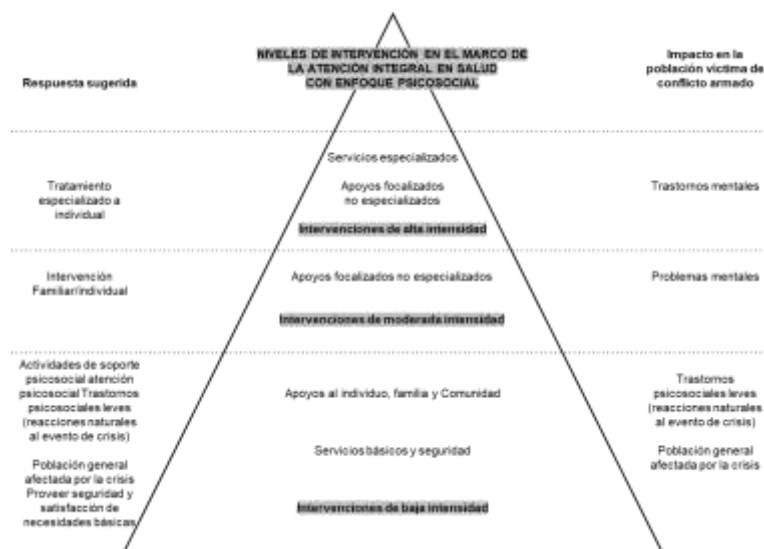 NIVELES DE INTERVENCIÓN EN EL MARCO DE
LA ATENCIÓN INTEGRAL EN SALUD
CON ENFOQUE PSICOSOCIAL
Respuesta sugerida
Impacto en la
población victima de
conflicto armado
Tratamiento
especializado a
individual
Servicios especializados
Apoyos focalizados
no especializados
Intervenciones de alta intensidad
Trastornos mentales
Intervención
Familiar/individual
Apoyos focalizados no especializados
Intervenciones de moderada intensidad
Problemas mentales
Actividades de soporte
psicosocial atención
psicosocial Trastornos
psicosociales leves
(reacciones naturales
al evento de crisis)
Población general
afectada por la crisis
Proveer seguridad y
satisfacción de
necesidades básicas
Apoyos al individuo, familia y Comunidad
Servicios básicos y seguridad
Intervenciones de baja intensidad
Trastornos
psicosociales leves
(reacciones naturales
al evento de crisis)
Población general
afectada por la crisis